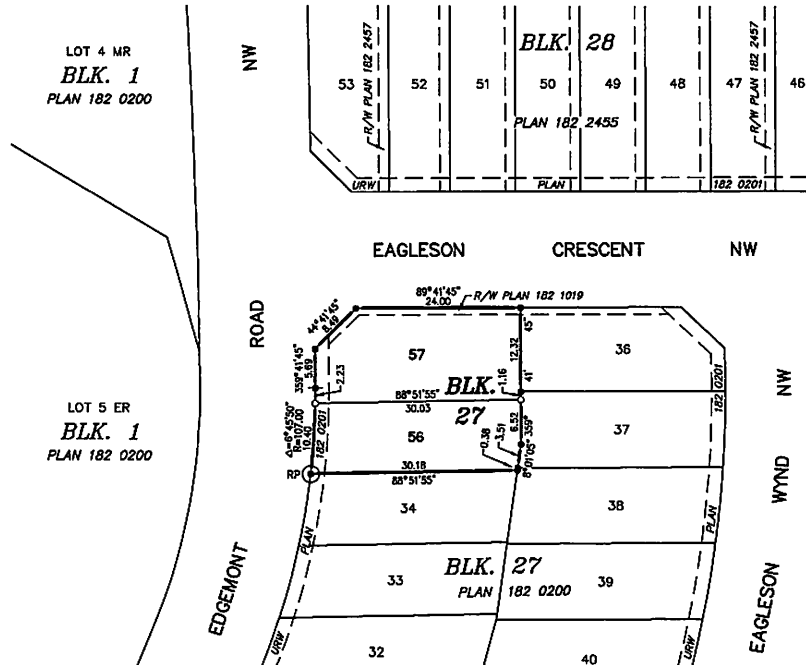 LOT 4 MR
BLK. 1
PLAN 182 0200
NW
R/W PLAN 182 2457
BLK. 28
R/W PLAN 182 2457
53
52
51
50
49
48
47
46
PLAN 182 2455
URW
PLAN
182 0201
EAGLESON CRESCENT NW
ROAD
89°41'45"
24.00
R/W PLAN 182 1019
44°41'45"
8.49
45"
12.32
41'
359°41'45"
5.69
2.23
57
36
1.16
88°51'55"
30.03
BLK.
27
182 0201
NW
LOT 5 ER
BLK. 1
PLAN 182 0200
Δ=6°45'50"
R=107.00
10.40
182 0201
56
6.52
359°
3.51
0.38
8°01'05"
37
RP
30.18
88°51'55"
WYND
34
38
PLAN
PLAN
EDGEMONT
33
BLK. 27
PLAN 182 0200
39
EAGLESON
URW
32
40
URW